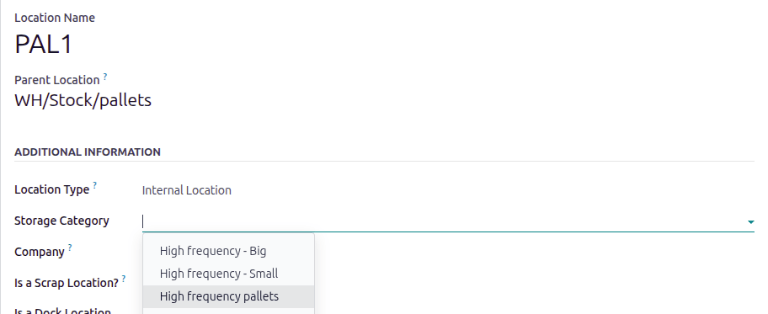 Location Name
PAL1
Parent Location ?
WH/Stock/pallets
ADDITIONAL INFORMATION
Location Type ? Internal Location
Storage Category
High frequency - Big
Company ?
High frequency - Small
Is a Scrap Location? ?
High frequency pallets
Is a Dock Location